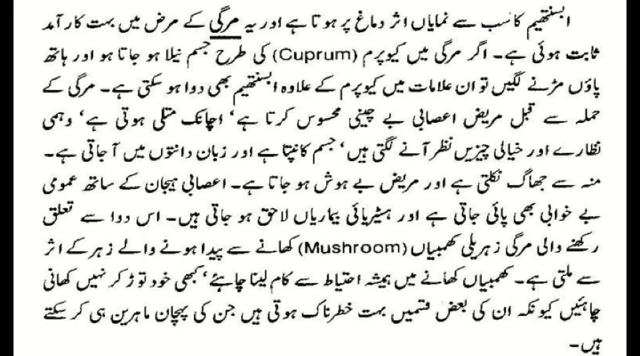 ابسنتھیم کا سب سے نمایاں اثر دماغ پر ہوتا ہے اور یہ مرگی کے مرض میں بہت کار آمد
ثابت ہوئی ہے۔ اگر مرگی میں کیوپرم (Cuprum) کی طرح جسم نیلا ہو جاتا ہو اور ہاتھ
پاؤں مڑنے لگیں تو ان علامات میں کیوپرم کے علاوہ ابسنتھیم بھی دوا ہو سکتی ہے۔ مرگی کے
حملہ سے قبل مریض اعصابی بے چینی محسوس کرتا ہے‘ اچانک متلی ہوتی ہے‘ وہمی
نظارے اور خیالی چیزیں نظر آنے لگتی ہیں‘ جسم کانپتا ہے اور زبان دانتوں میں آ جاتی ہے۔
منہ سے جھاگ نکلتی ہے اور مریض بے ہوش ہو جاتا ہے۔ اعصابی ہیجان کے ساتھ عمومی
بے خوابی بھی پائی جاتی ہے اور ہسٹیریائی بیماریاں لاحق ہو جاتی ہیں۔ اس دوا سے تعلق
رکھنے والی مرگی زہریلی کھمبیاں (Mushroom) کھانے سے پیدا ہونے والے زہر کے اثر
سے ملتی ہے۔ کھمبیاں کھانے میں ہمیشہ احتیاط سے کام لینا چاہئے‘ کبھی خود توڑ کر نہیں کھانی
چاہئیں کیونکہ ان کی بعض قسمیں بہت خطرناک ہوتی ہیں جن کی پہچان ماہرین ہی کر سکتے
ہیں۔